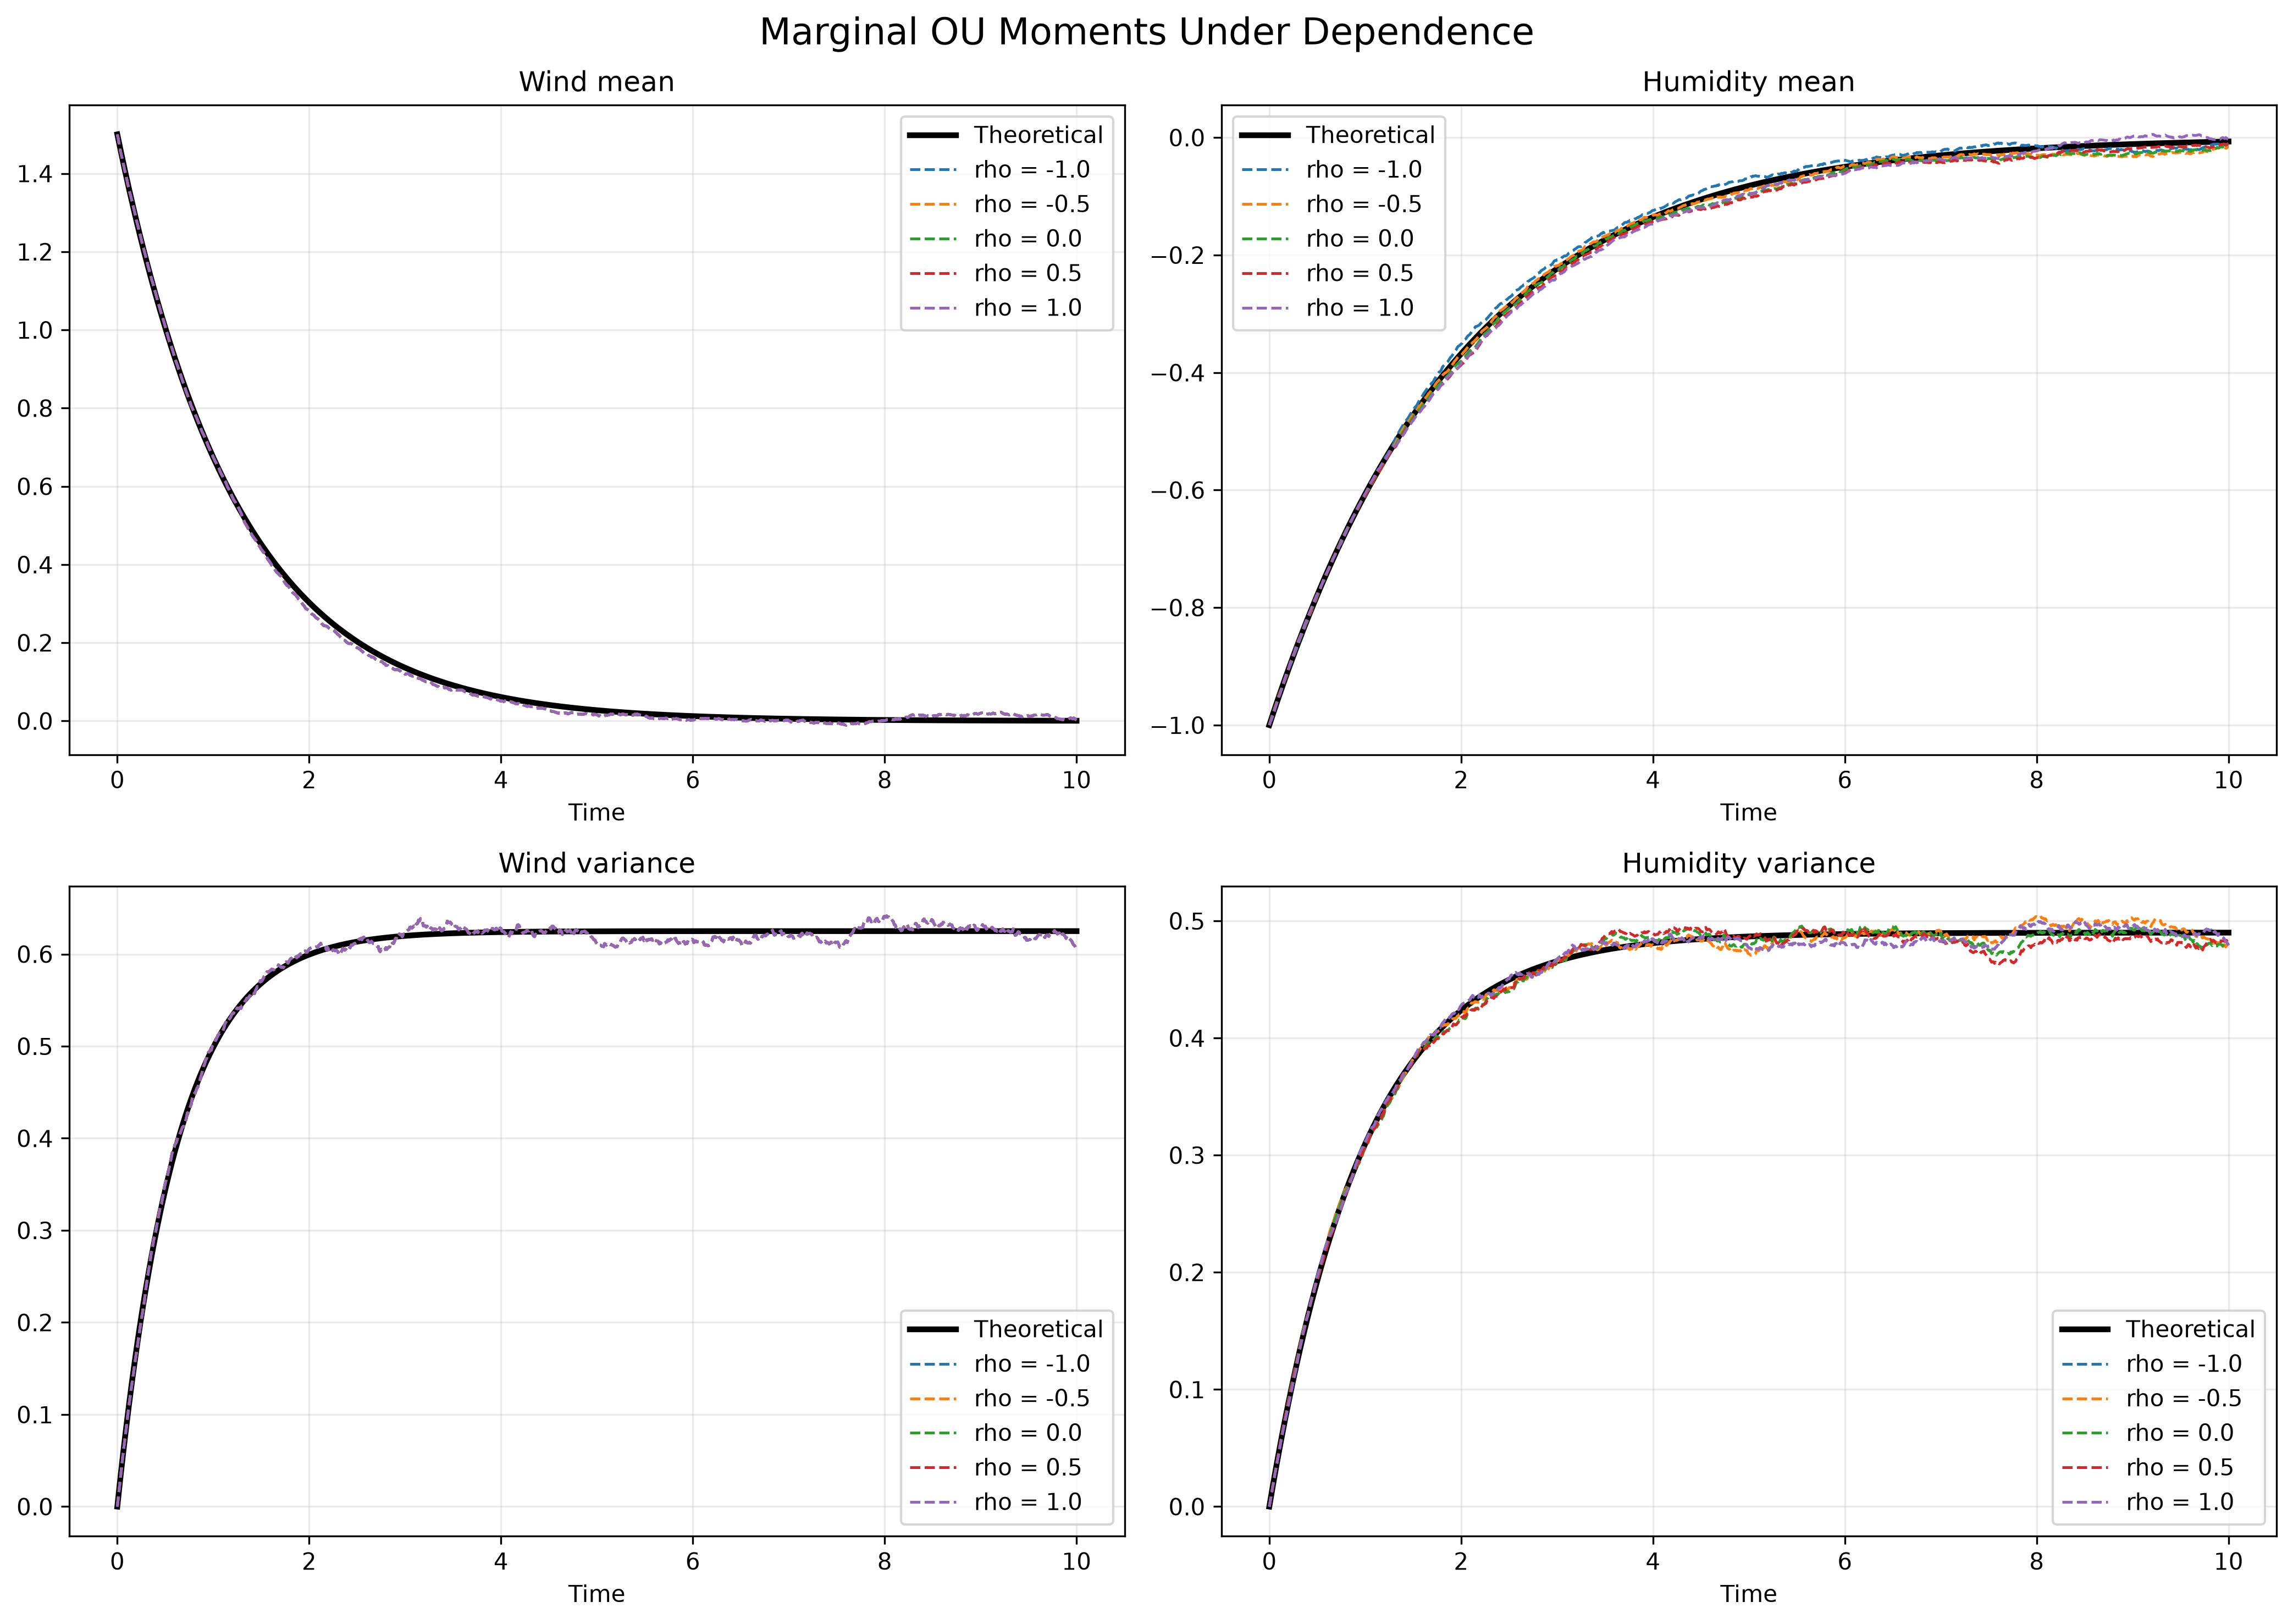 Marginal OU Moments Under Dependence
Wind mean
1.4
1.2
1.0
0.8
0.6
0.4
0.2
0.0
0
2
4
6
8
10
Time
Theoretical
rho = -1.0
rho = -0.5
rho = 0.0
rho = 0.5
rho = 1.0
Humidity mean
0.0
−0.2
−0.4
−0.6
−0.8
−1.0
0
2
4
6
8
10
Time
Theoretical
rho = -1.0
rho = -0.5
rho = 0.0
rho = 0.5
rho = 1.0
Wind variance
0.6
0.5
0.4
0.3
0.2
0.1
0.0
0
2
4
6
8
10
Time
Theoretical
rho = -1.0
rho = -0.5
rho = 0.0
rho = 0.5
rho = 1.0
Humidity variance
0.5
0.4
0.3
0.2
0.1
0.0
0
2
4
6
8
10
Time
Theoretical
rho = -1.0
rho = -0.5
rho = 0.0
rho = 0.5
rho = 1.0